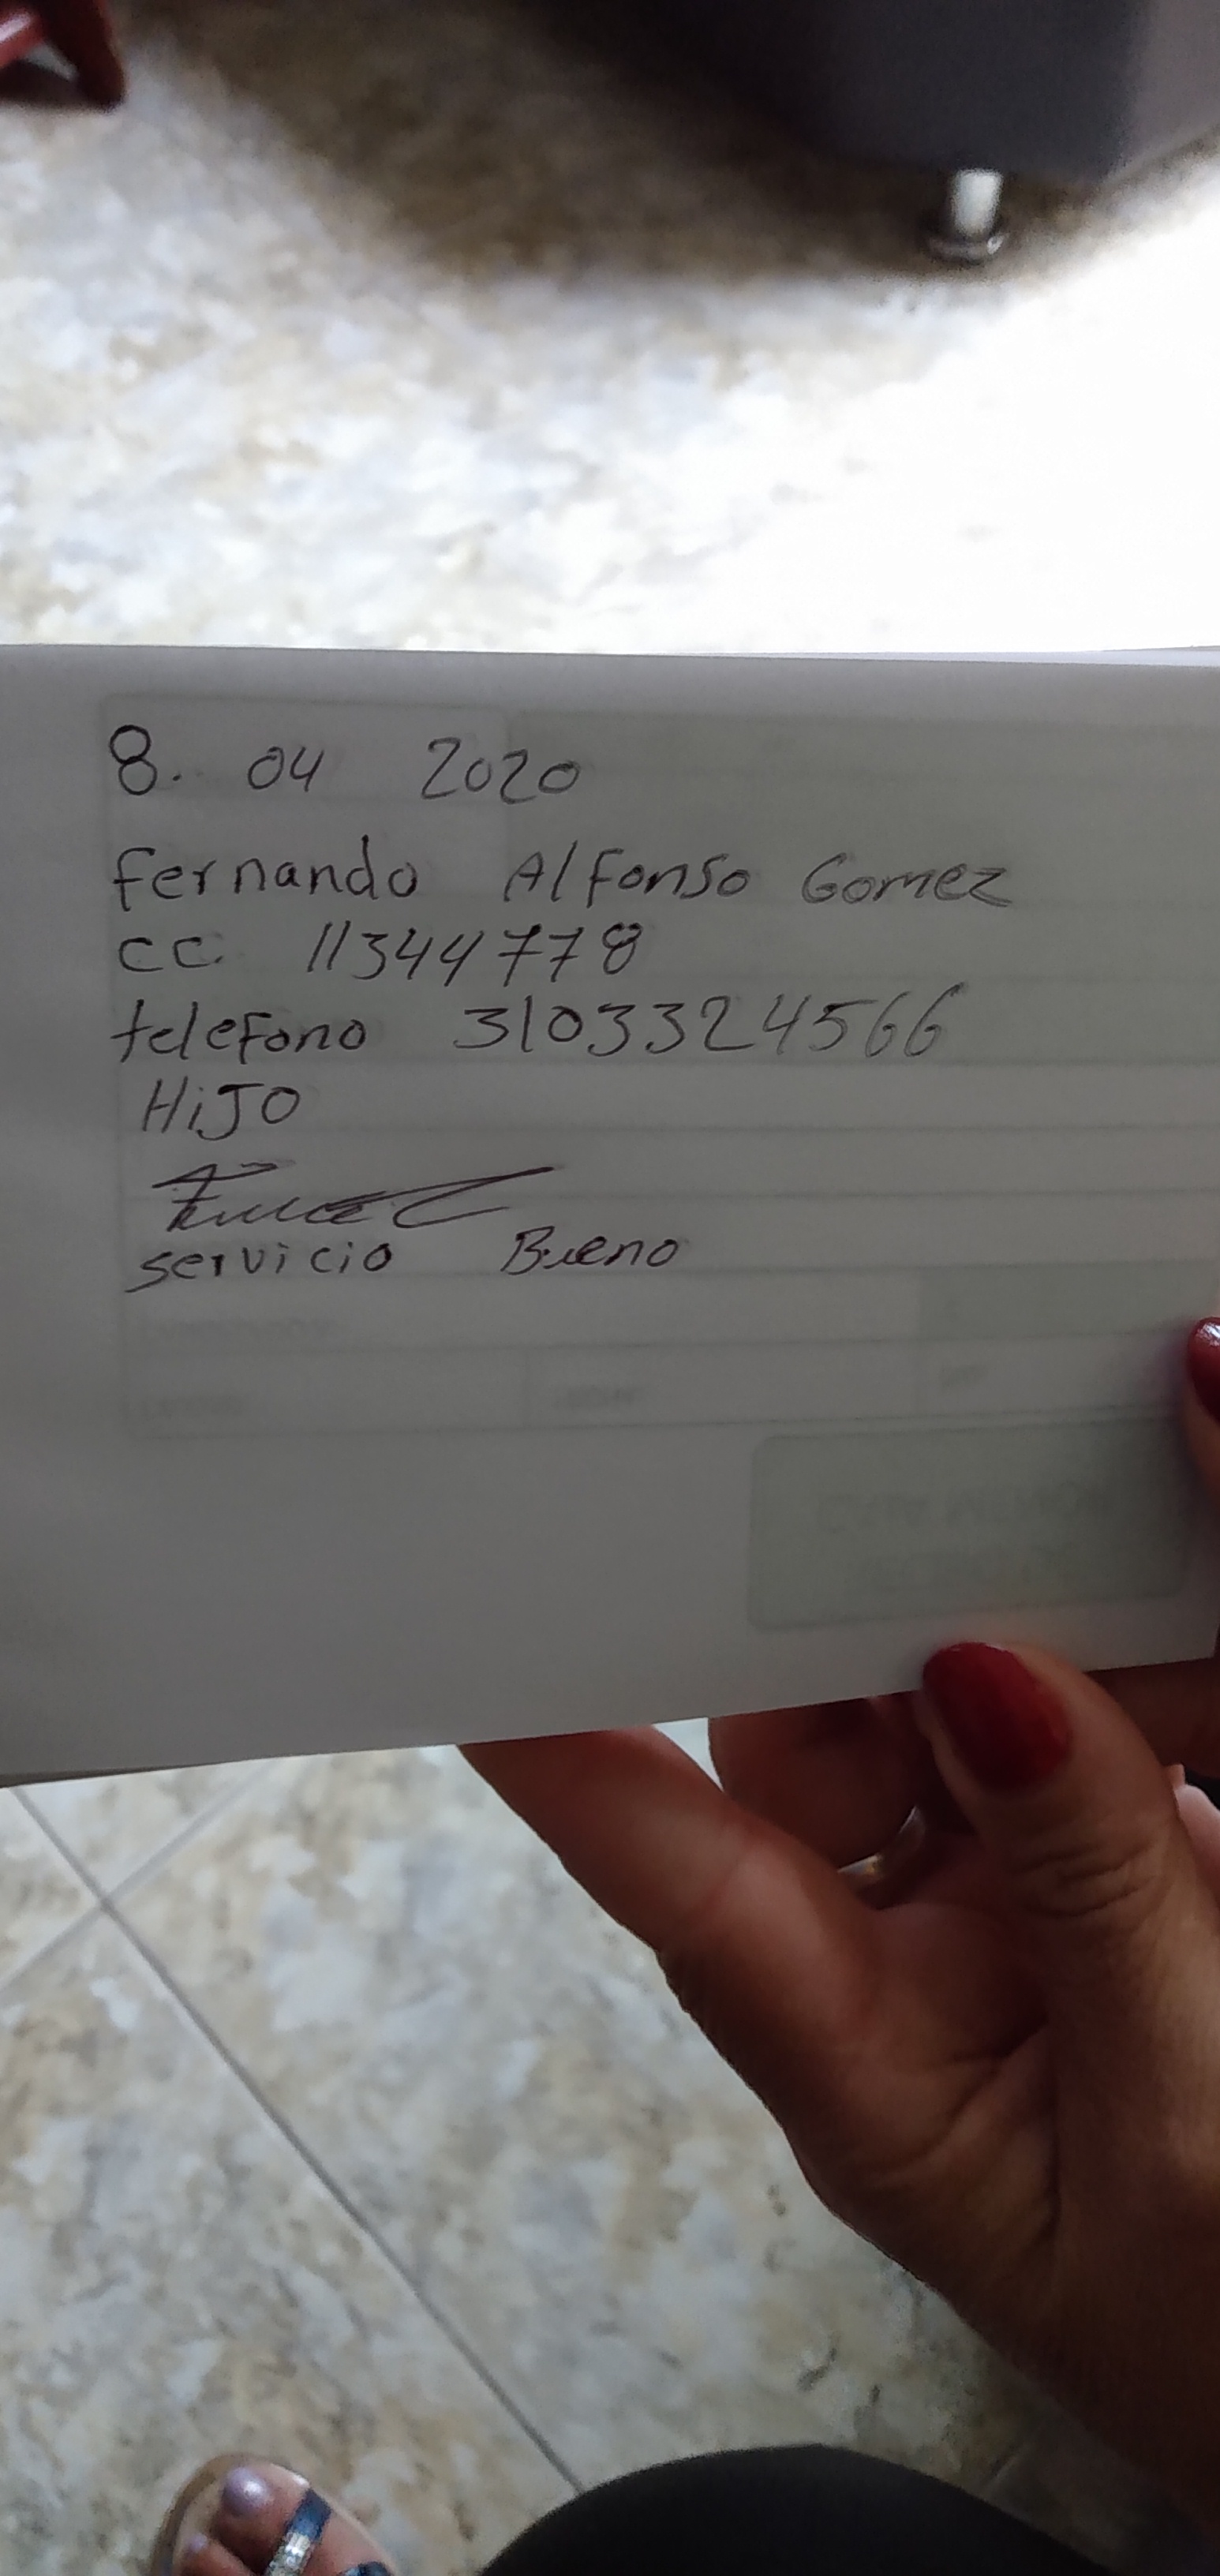 8. 04 2020
Fernando Alfonso Gomez
CC 11344778
telefono 3103324566
HiJO
servicio Bueno